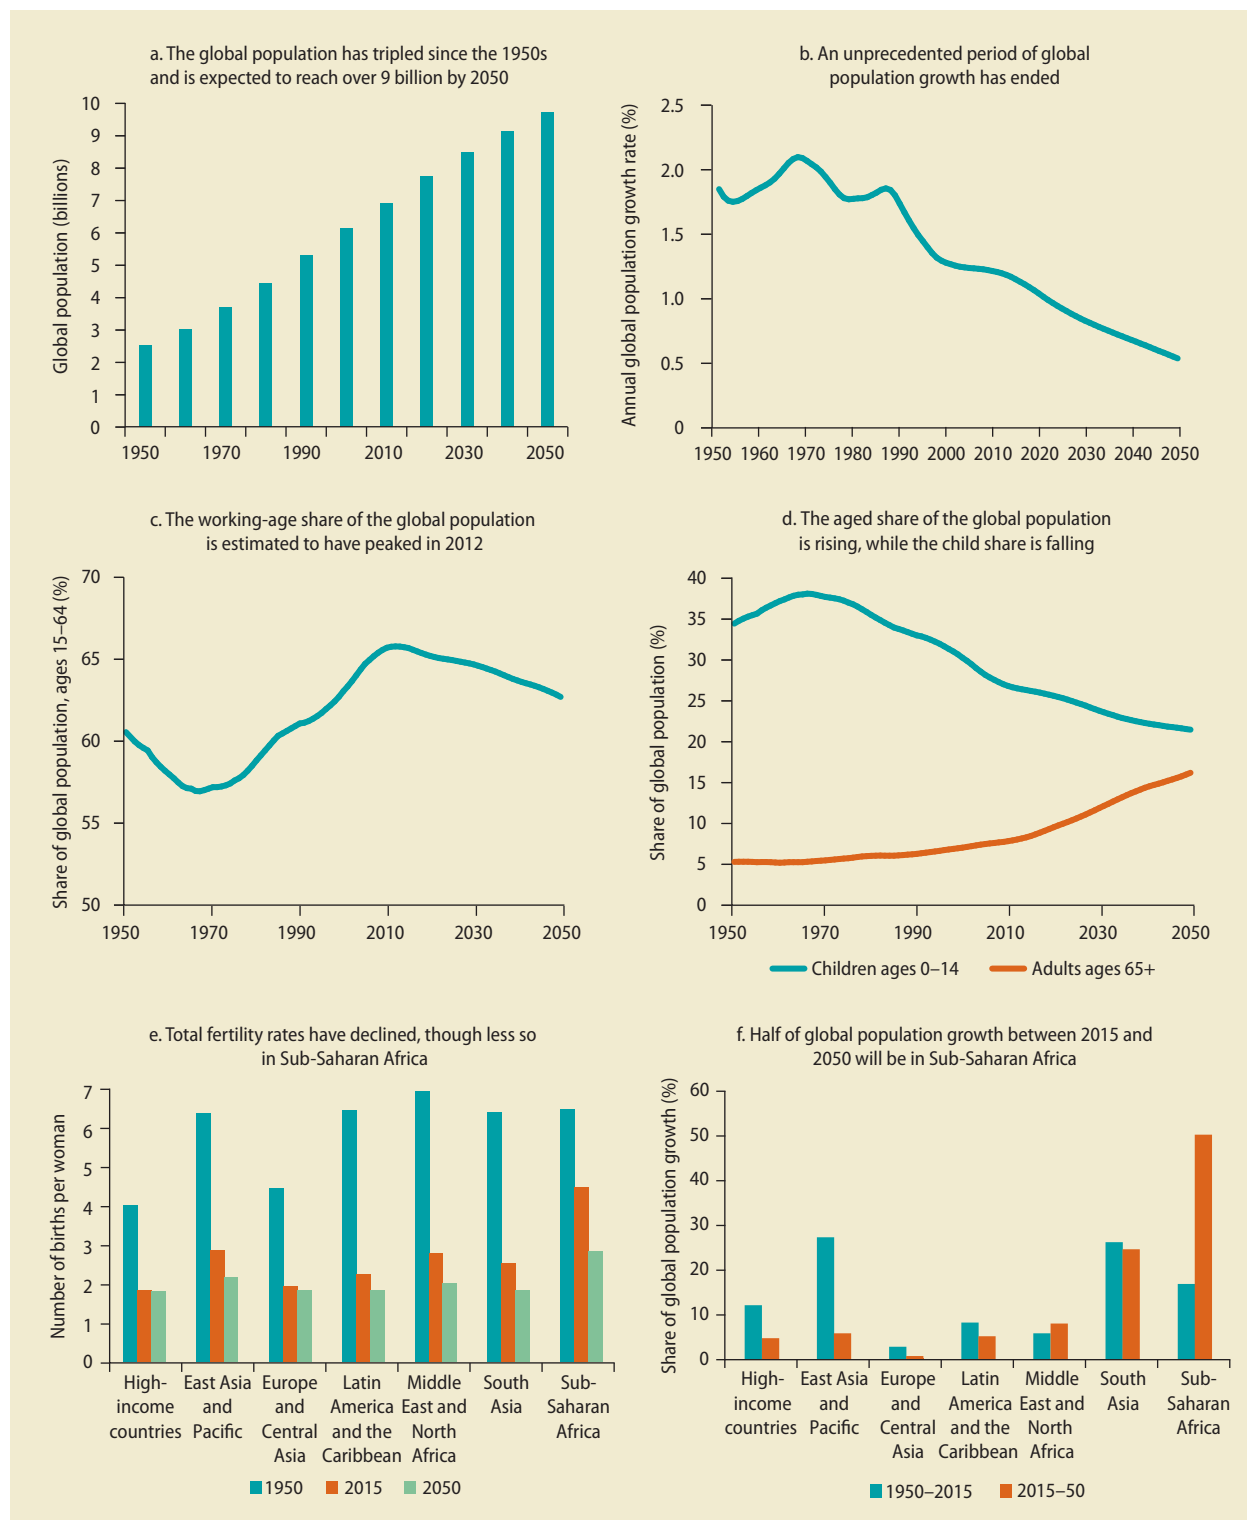 a. The global population has tripled since the 1950s
and is expected to reach over 9 billion by 2050
Global population (billions)
10
9
8
7
6
5
4
3
2
1
0
1950 1970 1990 2010 2030 2050
b. An unprecedented period of global
population growth has ended
Annual global population growth rate (%)
2.5
2.0
1.5
1.0
0.5
0
1950 1960 1970 1980 1990 2000 2010 2020 2030 2040 2050
c. The working-age share of the global population
is estimated to have peaked in 2012
Share of global population, ages 15–64 (%)
70
65
60
55
50
1950 1970 1990 2010 2030 2050
d. The aged share of the global population
is rising, while the child share is falling
Share of global population (%)
40
35
30
25
20
15
10
5
0
1950 1970 1990 2010 2030 2050
Children ages 0–14 Adults ages 65+
e. Total fertility rates have declined, though less so
in Sub-Saharan Africa
Number of births per woman
7
6
5
4
3
2
1
0
High-
income
countries
East Asia
and
Pacific
Europe
and
Central
Asia
Latin
America
and the
Caribbean
Middle
East and
North
Africa
South
Asia
Sub-
Saharan
Africa
1950 2015 2050
f. Half of global population growth between 2015 and
2050 will be in Sub-Saharan Africa
Share of global population growth (%)
60
50
40
30
20
10
0
High-
income
countries
East Asia
and
Pacific
Europe
and
Central
Asia
Latin
America
and the
Caribbean
Middle
East and
North
Africa
South
Asia
Sub-
Saharan
Africa
1950–2015 2015–50